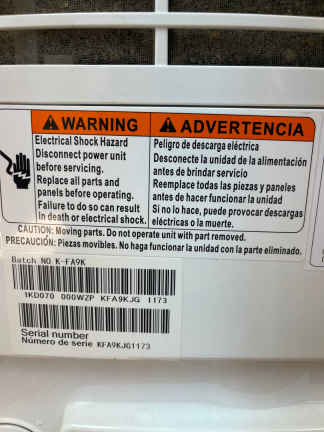 WARNING
Electrical Shock Hazard
Disconnect power unit
before servicing.
Replace all parts and
panels before operating.
Failure to do so can result
in death or electrical shock.
ADVERTENCIA
Peligro de descarga eléctrica
Desconecte la unidad de la alimentación
antes de brindar servicio
Reemplace todas las piezas y paneles
antes de hacer funcionar la unidad
Si no lo hace, puede provocar descargas
eléctricas o la muerte.
CAUTION: Moving parts. Do not operate unit with part removed.
PRECAUCIÓN: Piezas movibles. No haga funcionar la unidad con la parte eliminado.
Batch NO.K-FA9K
1KD070 000WZP KFA9KJG 1173
Serial number
Número de serie KFA9KJG1173